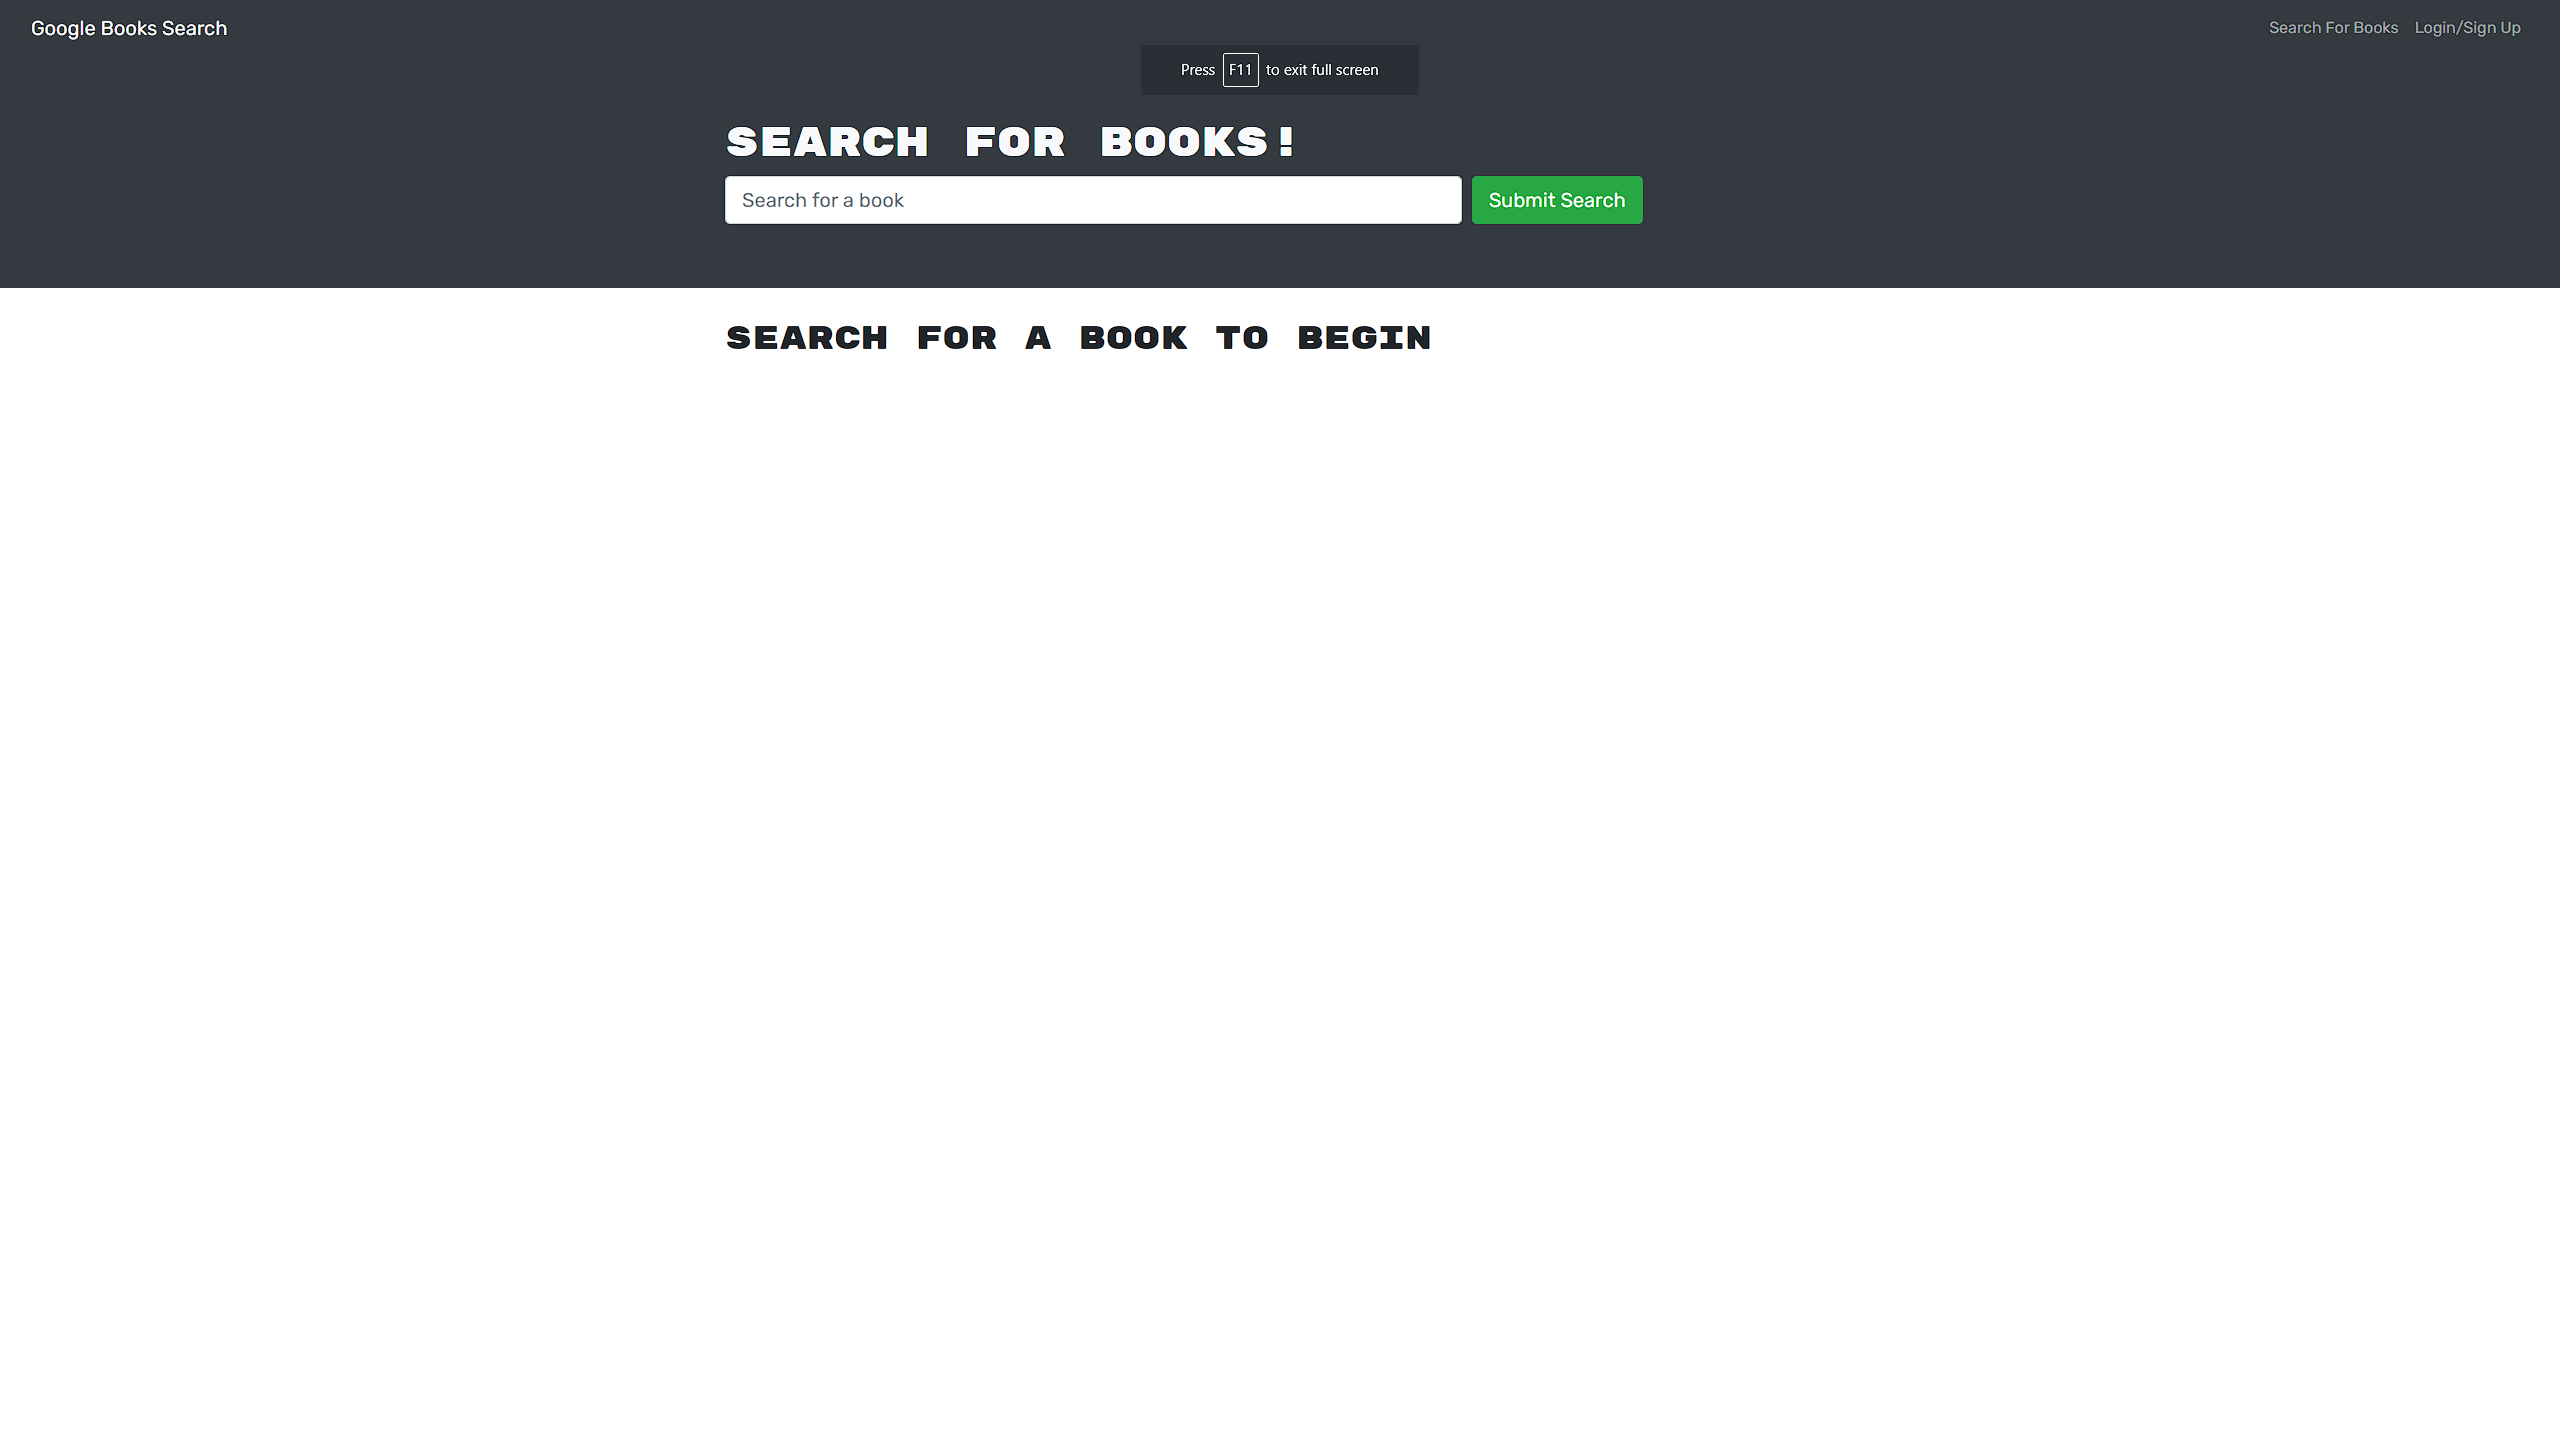 Google Books Search
Search For Books
Login/Sign Up
Press F11 to exit full screen
SEARCH FOR BOOKS!
Search for a book
Submit Search
SEARCH FOR A BOOK TO BEGIN